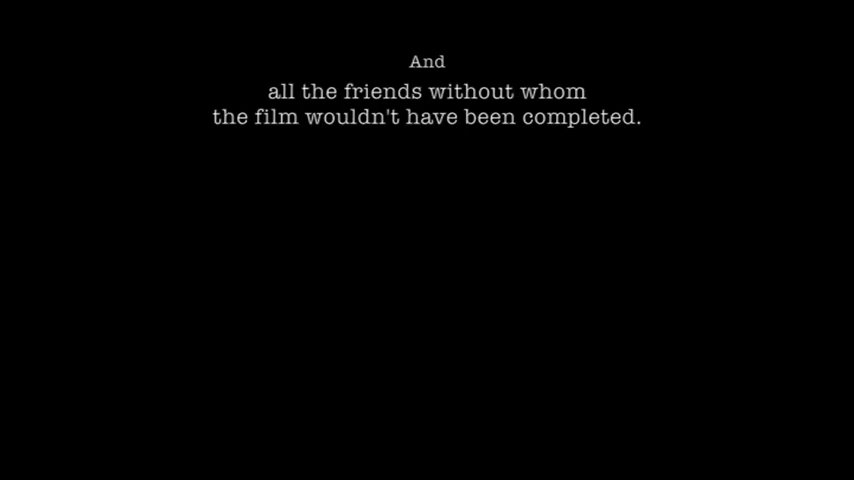 And
all the friends without whom
the film wouldn't have been completed.